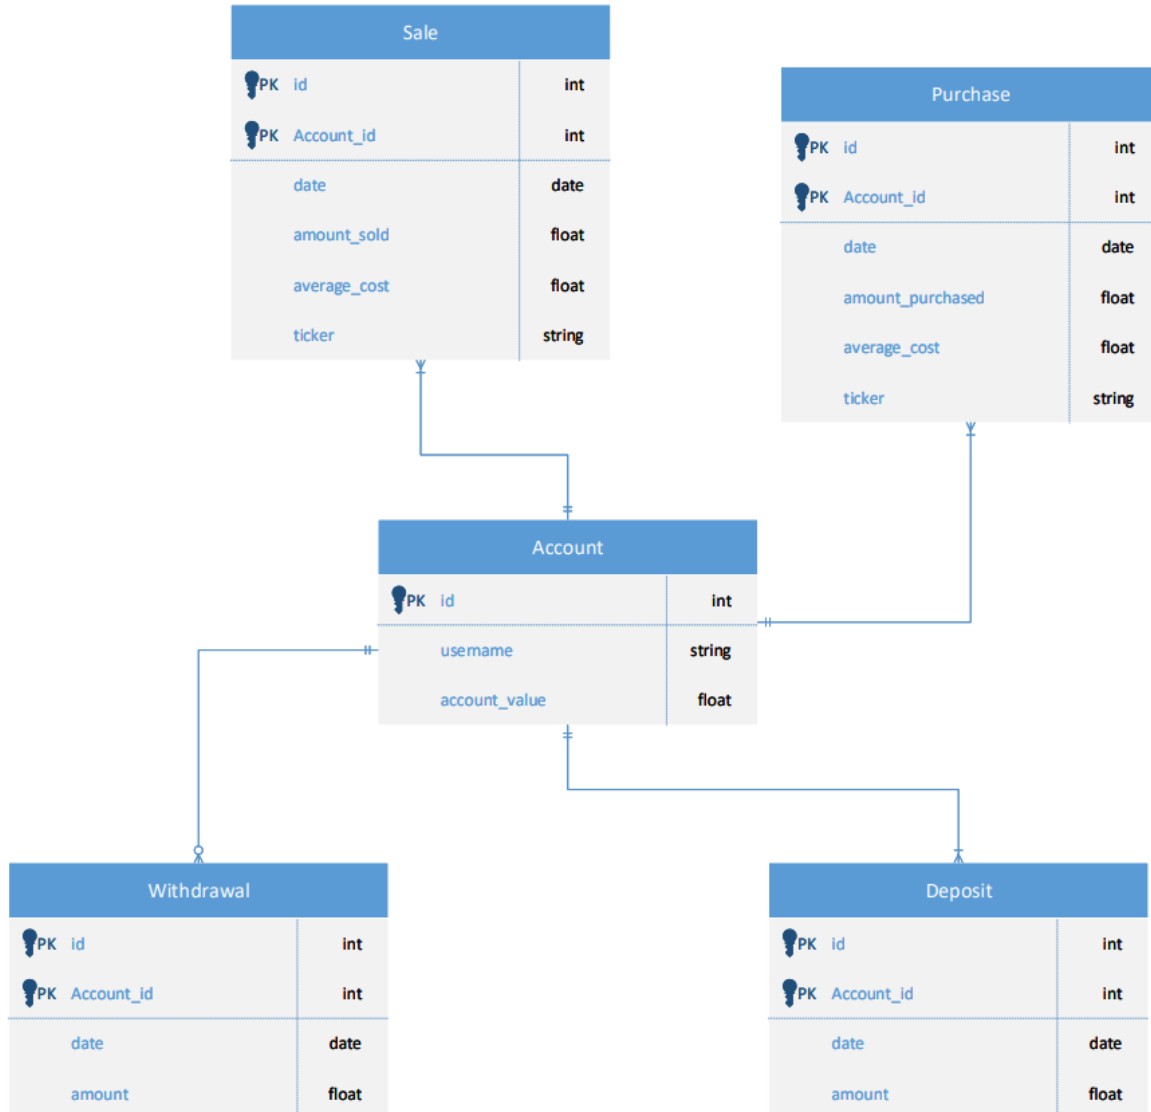 Sale
PK id int
PK Account_id int
date date
amount_sold float
average_cost float
ticker string
Purchase
PK id int
PK Account_id int
date date
amount_purchased float
average_cost float
ticker string
Account
PK id int
username string
account_value float
Withdrawal
PK id int
PK Account_id int
date date
amount float
Deposit
PK id int
PK Account_id int
date date
amount float